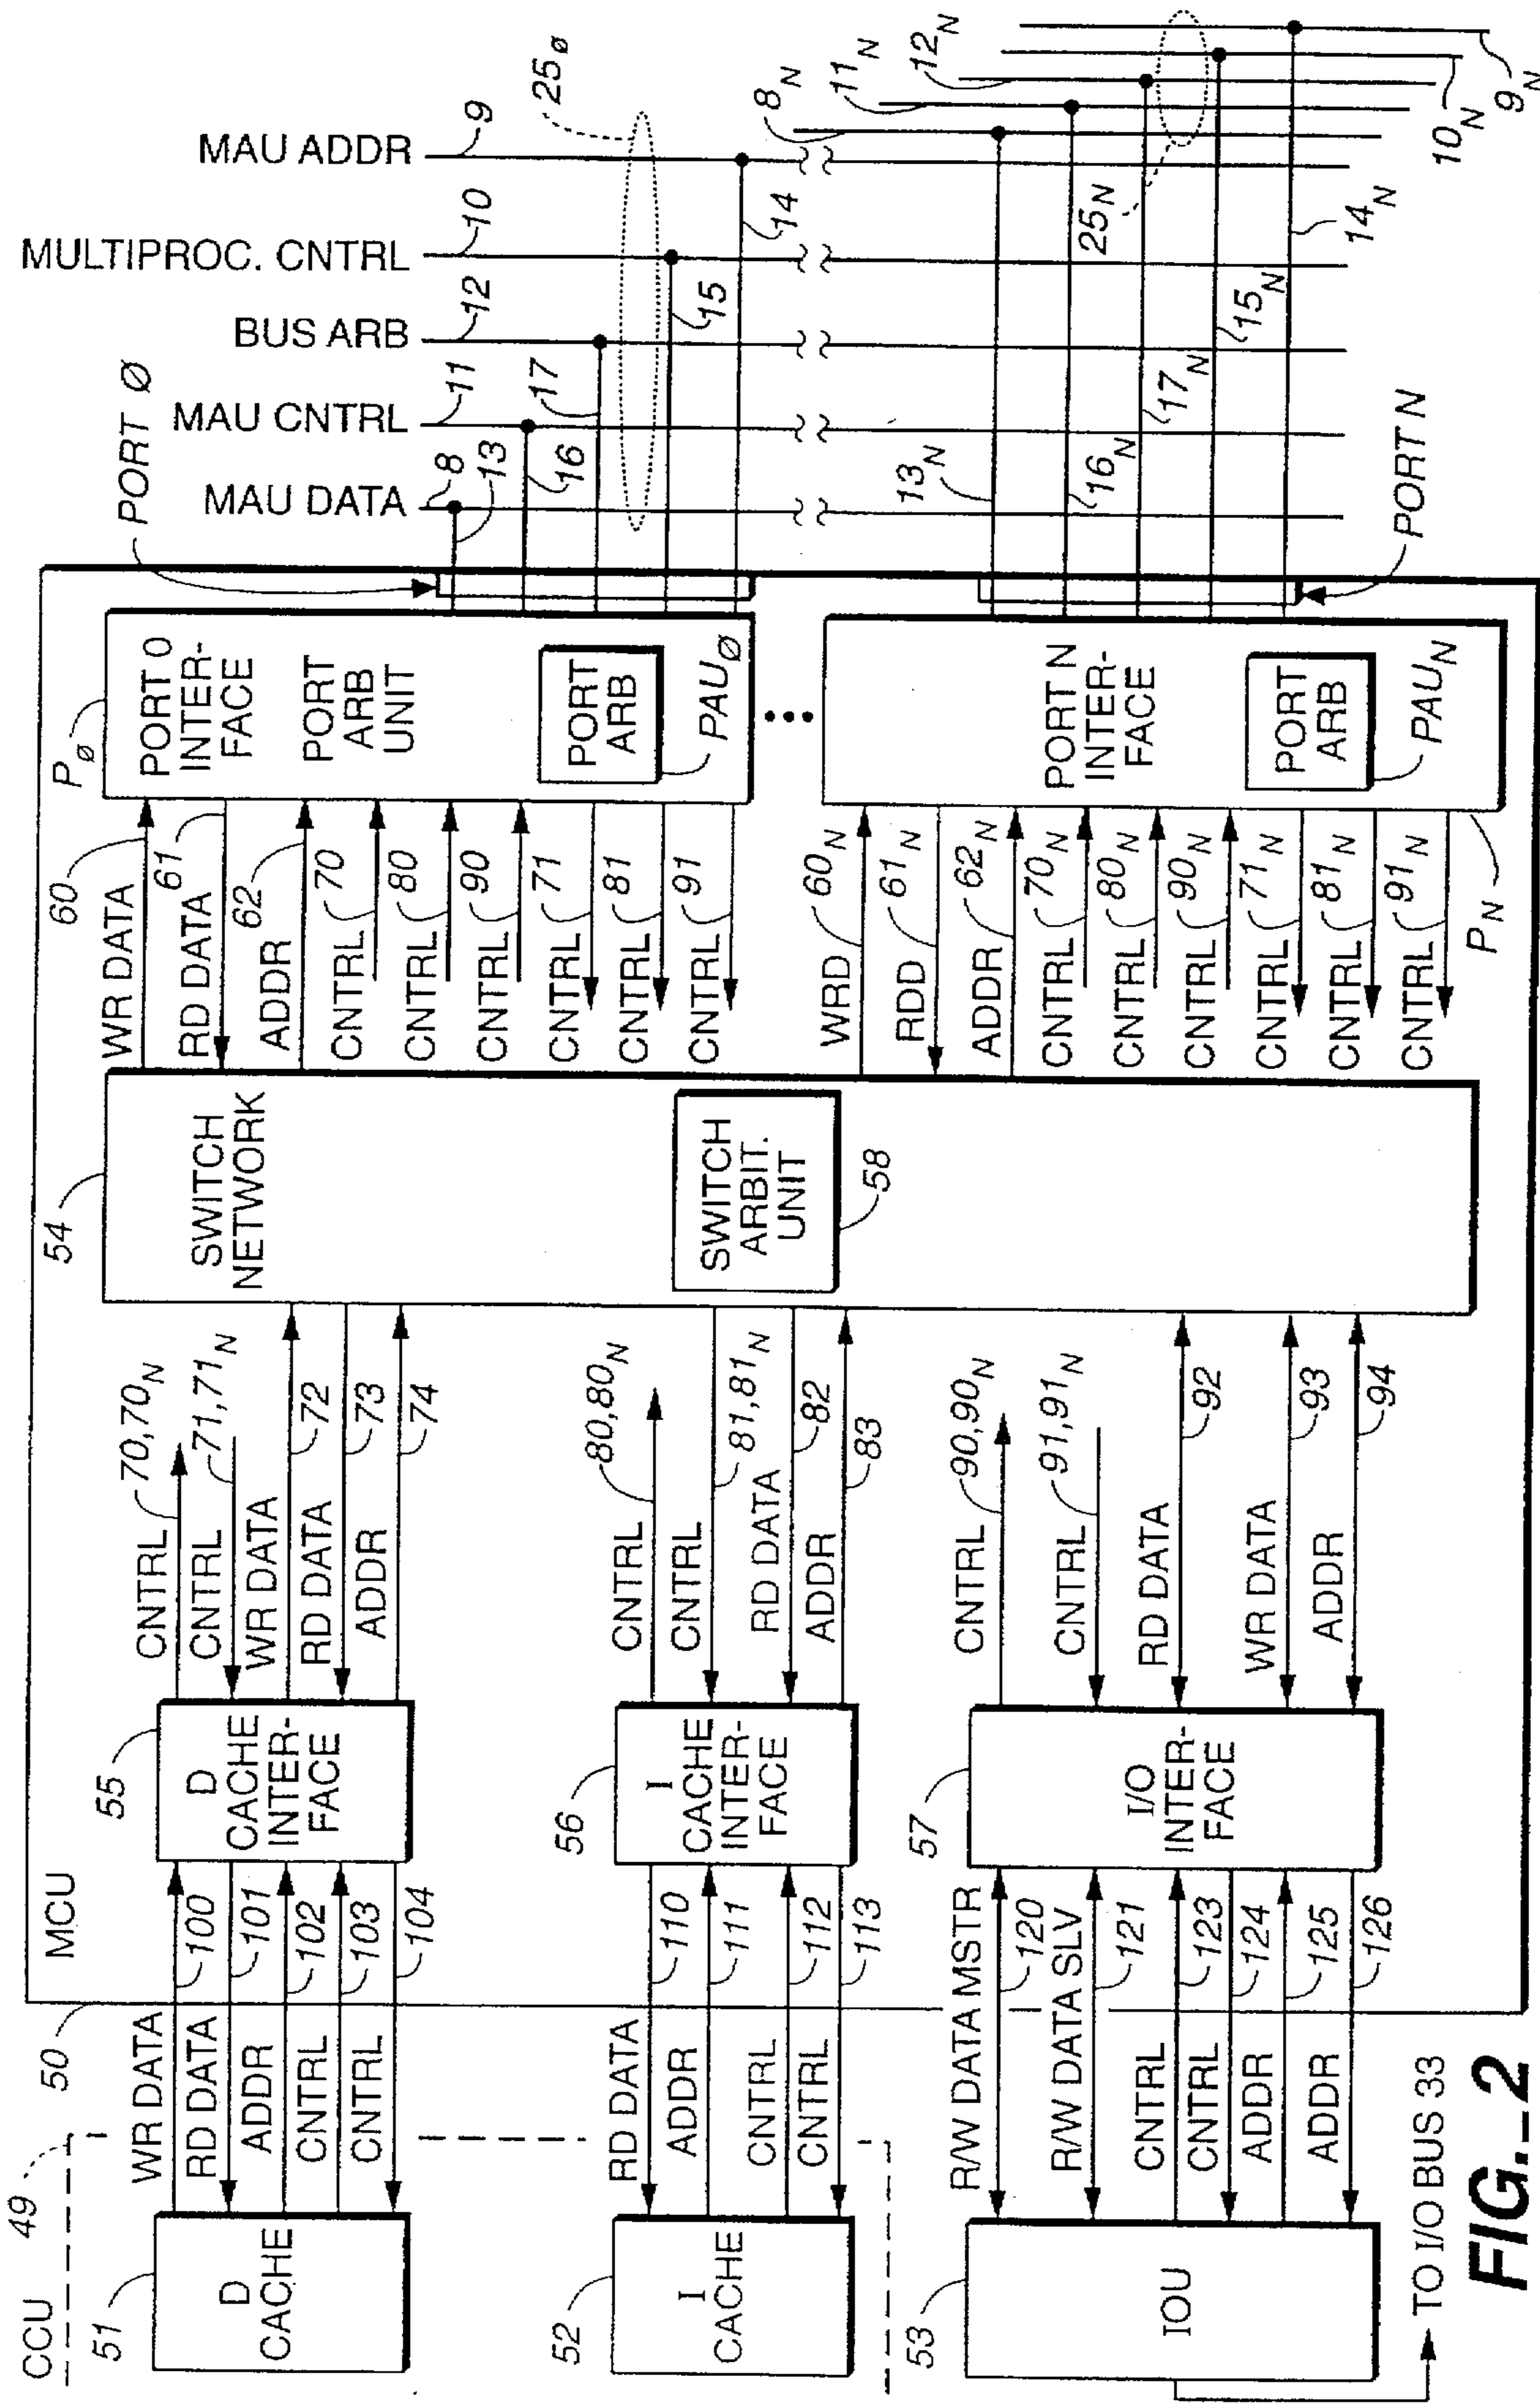 CCU
49
51
D
CACHE
52
I
CACHE
53
IOU
TO I/O BUS 33
50
MCU
WR DATA
100
RD DATA
101
ADDR
102
CNTRL
103
CNTRL
104
RD DATA
110
ADDR
111
CNTRL
112
CNTRL
113
R/W DATA MSTR
120
R/W DATA SLV
121
CNTRL
123
CNTRL
124
ADDR
125
ADDR
126
55
D
CACHE
INTER-
FACE
56
I
CACHE
INTER-
FACE
57
I/O
INTER-
FACE
CNTRL
70,70N
CNTRL
71,71N
WR DATA
72
RD DATA
73
ADDR
74
CNTRL
80,80N
CNTRL
81,81N
RD DATA
82
ADDR
83
CNTRL
90,90N
CNTRL
91,91N
RD DATA
92
WR DATA
93
ADDR
94
54
SWITCH
NETWORK
SWITCH
ARBIT.
UNIT
58
WR DATA
60
RD DATA
61
ADDR
62
CNTRL
70
CNTRL
80
CNTRL
90
CNTRL
71
CNTRL
81
CNTRL
91
WRD
60N
RDD
61N
ADDR
62N
CNTRL
70N
CNTRL
80N
CNTRL
90N
CNTRL
71N
CNTRL
81N
CNTRL
91N
Pø
PORT 0
INTER-
FACE
PORT
ARB
UNIT
PORT
ARB
PAUØ
PORT N
INTER-
FACE
PORT
ARB
PAUN
PN
PORT Ø
PORT N
MAU DATA
8
MAU CNTRL
11
BUS ARB
12
MULTIPROC. CNTRL
10
MAU ADDR
9
13
16
17
15
14
25ø
13N
16N
17N
15N
14N
25N
8N
11N
12N
10N
9N
FIG._2